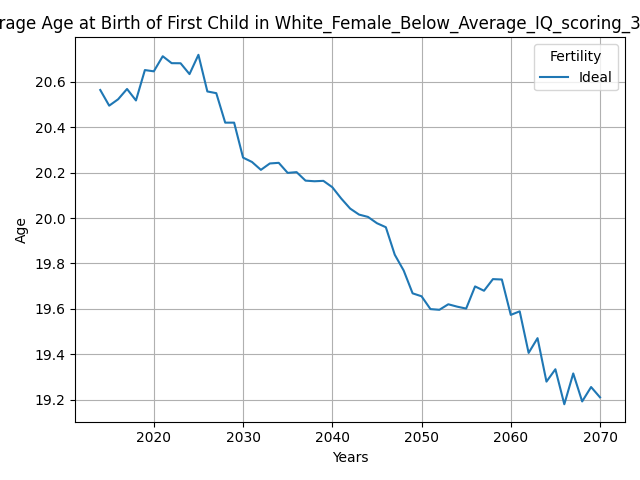 rage Age at Birth of First Child in White_Female_Below_Average_IQ_scoring_3
Fertility
Ideal
20.6
20.4
20.2
20.0
19.8
19.6
19.4
19.2
Age
2020 2030 2040 2050 2060 2070
Years